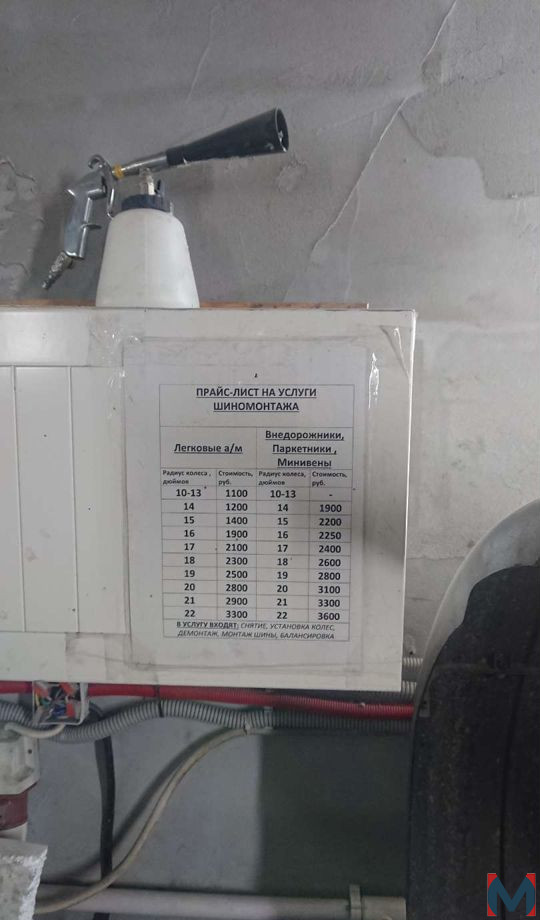 ПРАЙС-ЛИСТ НА УСЛУГИ
ШИНОМОНТАЖА
Легковые а/м Внедорожники,
Паркетники ,
Минивены
Радиус колеса , дюймов Стоимость, руб. Радиус колеса, дюймов Стоимость, руб.
10-13 1100 10-13 -
14 1200 14 1900
15 1400 15 2200
16 1900 16 2250
17 2100 17 2400
18 2300 18 2600
19 2500 19 2800
20 2800 20 3100
21 2900 21 3300
22 3300 22 3600
В УСЛУГУ ВХОДЯТ: СНЯТИЕ, УСТАНОВКА КОЛЕС,
ДЕМОНТАЖ, МОНТАЖ ШИНЫ, БАЛАНСИРОВКА
M